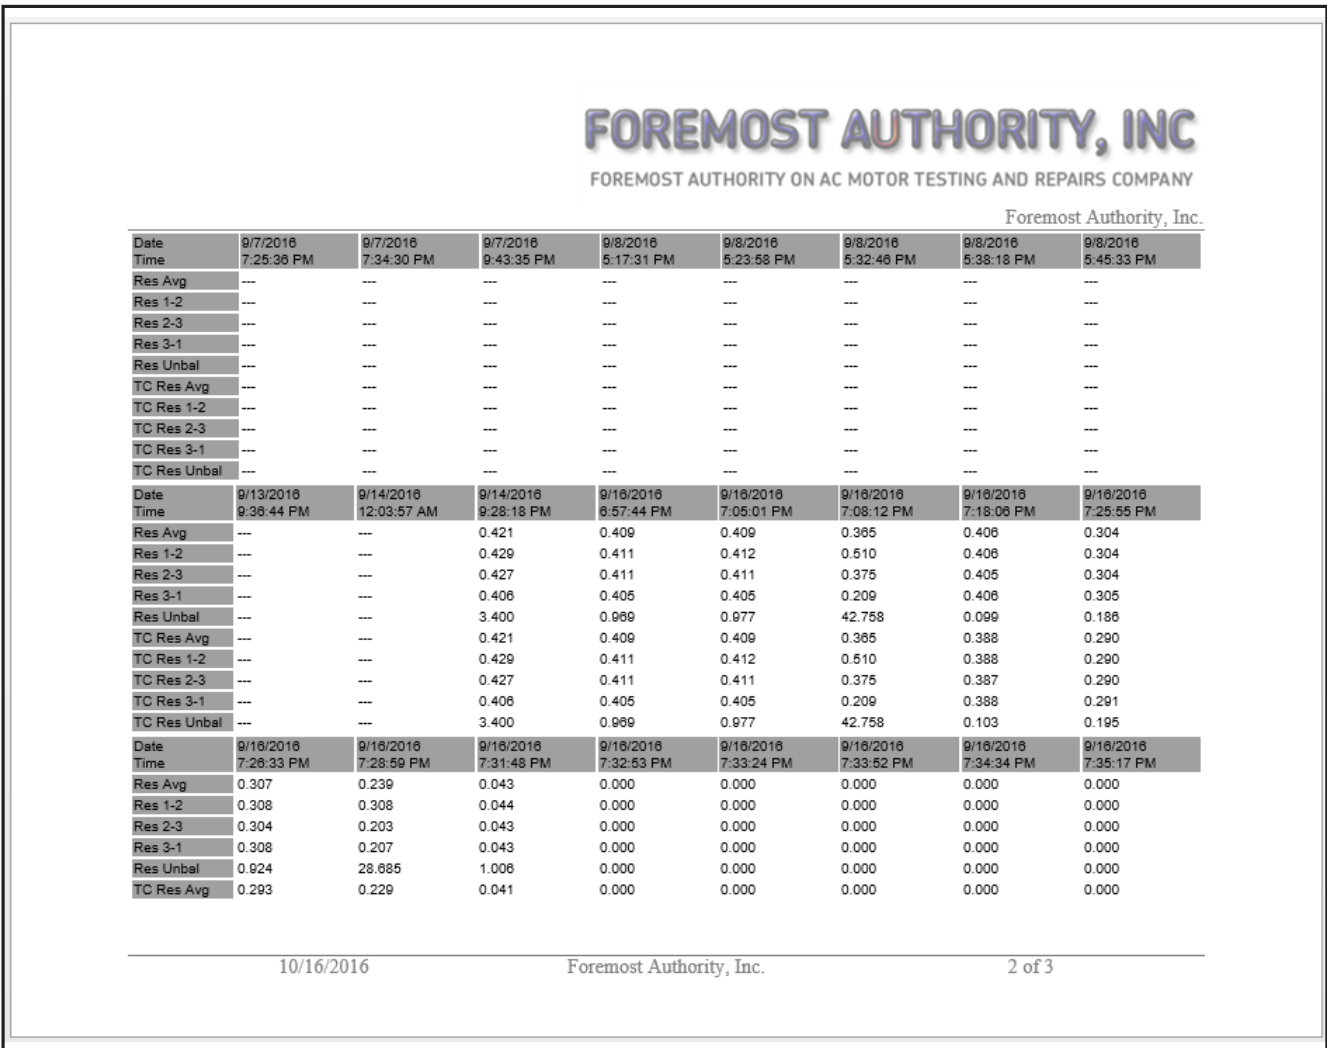 FOREMOST AUTHORITY, INC
FOREMOST AUTHORITY ON AC MOTOR TESTING AND REPAIRS COMPANY
Foremost Authority, Inc.
Date 9/7/2016 9/7/2016 9/7/2016 9/8/2016 9/8/2016 9/8/2016 9/8/2016 9/8/2016
Time 7:25:36 PM 7:34:30 PM 9:43:35 PM 5:17:31 PM 5:23:58 PM 5:32:46 PM 5:38:18 PM 5:45:33 PM
Res Avg --- --- --- --- --- --- --- ---
Res 1-2 --- --- --- --- --- --- --- ---
Res 2-3 --- --- --- --- --- --- --- ---
Res 3-1 --- --- --- --- --- --- --- ---
Res Unbal --- --- --- --- --- --- --- ---
TC Res Avg --- --- --- --- --- --- --- ---
TC Res 1-2 --- --- --- --- --- --- --- ---
TC Res 2-3 --- --- --- --- --- --- --- ---
TC Res 3-1 --- --- --- --- --- --- --- ---
TC Res Unbal --- --- --- --- --- --- --- ---
Date 9/13/2016 9/14/2016 9/14/2016 9/16/2016 9/16/2016 9/16/2016 9/16/2016 9/16/2016
Time 9:36:44 PM 12:03:57 AM 9:28:18 PM 6:57:44 PM 7:05:01 PM 7:08:12 PM 7:18:06 PM 7:25:55 PM
Res Avg --- --- 0.421 0.409 0.409 0.365 0.406 0.304
Res 1-2 --- --- 0.429 0.411 0.412 0.510 0.406 0.304
Res 2-3 --- --- 0.427 0.411 0.411 0.375 0.405 0.304
Res 3-1 --- --- 0.406 0.405 0.405 0.209 0.406 0.305
Res Unbal --- --- 3.400 0.969 0.977 42.758 0.099 0.186
TC Res Avg --- --- 0.421 0.409 0.409 0.365 0.388 0.290
TC Res 1-2 --- --- 0.429 0.411 0.412 0.510 0.388 0.290
TC Res 2-3 --- --- 0.427 0.411 0.411 0.375 0.387 0.290
TC Res 3-1 --- --- 0.406 0.405 0.405 0.209 0.388 0.291
TC Res Unbal --- --- 3.400 0.969 0.977 42.758 0.103 0.195
Date 9/16/2016 9/16/2016 9/16/2016 9/16/2016 9/16/2016 9/16/2016 9/16/2016 9/16/2016
Time 7:26:33 PM 7:28:59 PM 7:31:48 PM 7:32:53 PM 7:33:24 PM 7:33:52 PM 7:34:34 PM 7:35:17 PM
Res Avg 0.307 0.239 0.043 0.000 0.000 0.000 0.000 0.000
Res 1-2 0.308 0.308 0.044 0.000 0.000 0.000 0.000 0.000
Res 2-3 0.304 0.203 0.043 0.000 0.000 0.000 0.000 0.000
Res 3-1 0.308 0.207 0.043 0.000 0.000 0.000 0.000 0.000
Res Unbal 0.924 28.685 1.006 0.000 0.000 0.000 0.000 0.000
TC Res Avg 0.293 0.229 0.041 0.000 0.000 0.000 0.000 0.000
10/16/2016 Foremost Authority, Inc. 2 of 3